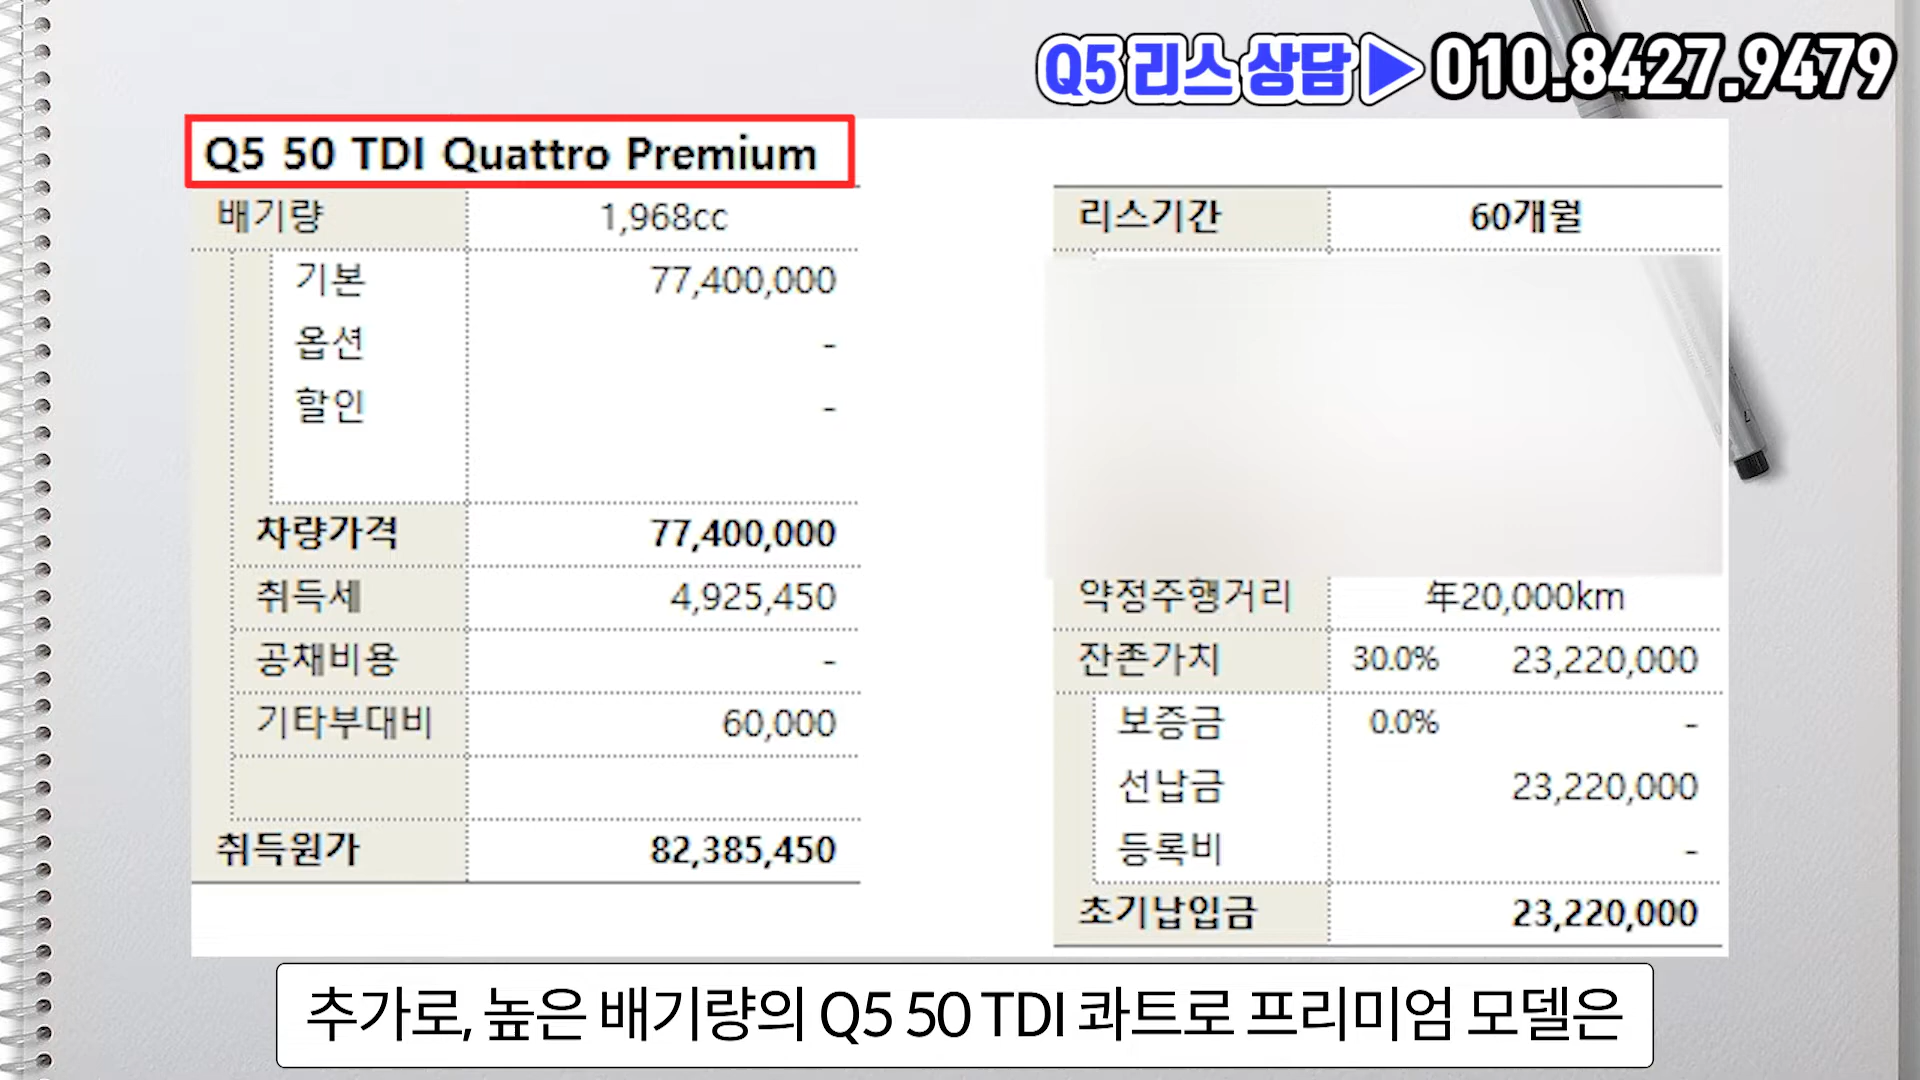 Q5 리스 상담 ▶ 010.8427.9479
Q5 50 TDI Quattro Premium
배기량 1,968cc
기본 77,400,000
옵션 -
할인 -
차량가격 77,400,000
취득세 4,925,450
공채비용 -
기타부대비 60,000
취득원가 82,385,450
리스기간 60개월
약정주행거리 年20,000km
잔존가치 30.0% 23,220,000
보증금 0.0% -
선납금 23,220,000
등록비 -
초기납입금 23,220,000
추가로, 높은 배기량의 Q5 50 TDI 콰트로 프리미엄 모델은